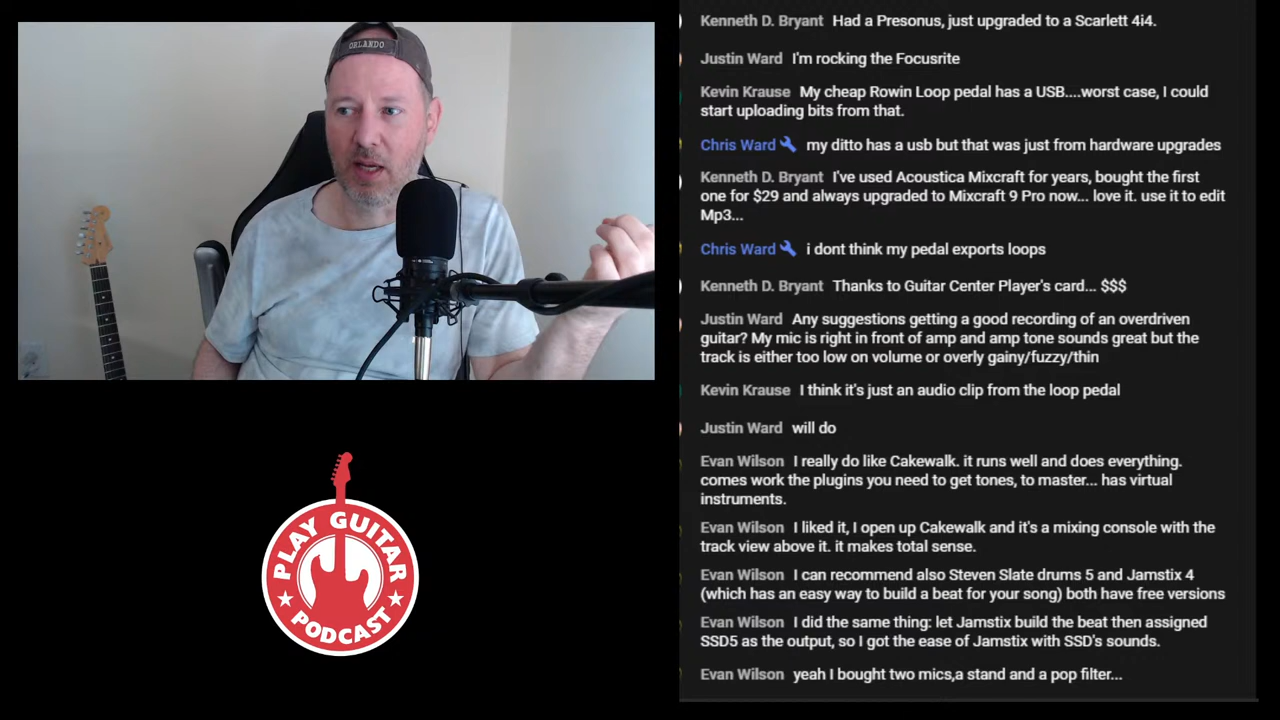 ORLANDO
PLAY GUITAR
PODCAST
Kenneth D. Bryant Had a Presonus, just upgraded to a Scarlett 4i4.
Justin Ward I'm rocking the Focusrite
Kevin Krause My cheap Rowin Loop pedal has a USB....worst case, I could
start uploading bits from that.
Chris Ward my ditto has a usb but that was just from hardware upgrades
Kenneth D. Bryant I've used Acoustica Mixcraft for years, bought the first
one for $29 and always upgraded to Mixcraft 9 Pro now... love it. use it to edit
Mp3...
Chris Ward i dont think my pedal exports loops
Kenneth D. Bryant Thanks to Guitar Center Player's card... $$$
Justin Ward Any suggestions getting a good recording of an overdriven
guitar? My mic is right in front of amp and amp tone sounds great but the
track is either too low on volume or overly gainy/fuzzy/thin
Kevin Krause I think it's just an audio clip from the loop pedal
Justin Ward will do
Evan Wilson I really do like Cakewalk. it runs well and does everything.
comes work the plugins you need to get tones, to master... has virtual
instruments.
Evan Wilson I liked it, I open up Cakewalk and it's a mixing console with the
track view above it. it makes total sense.
Evan Wilson I can recommend also Steven Slate drums 5 and Jamstix 4
(which has an easy way to build a beat for your song) both have free versions
Evan Wilson I did the same thing: let Jamstix build the beat then assigned
SSD5 as the output, so I got the ease of Jamstix with SSD's sounds.
Evan Wilson yeah I bought two mics,a stand and a pop filter...